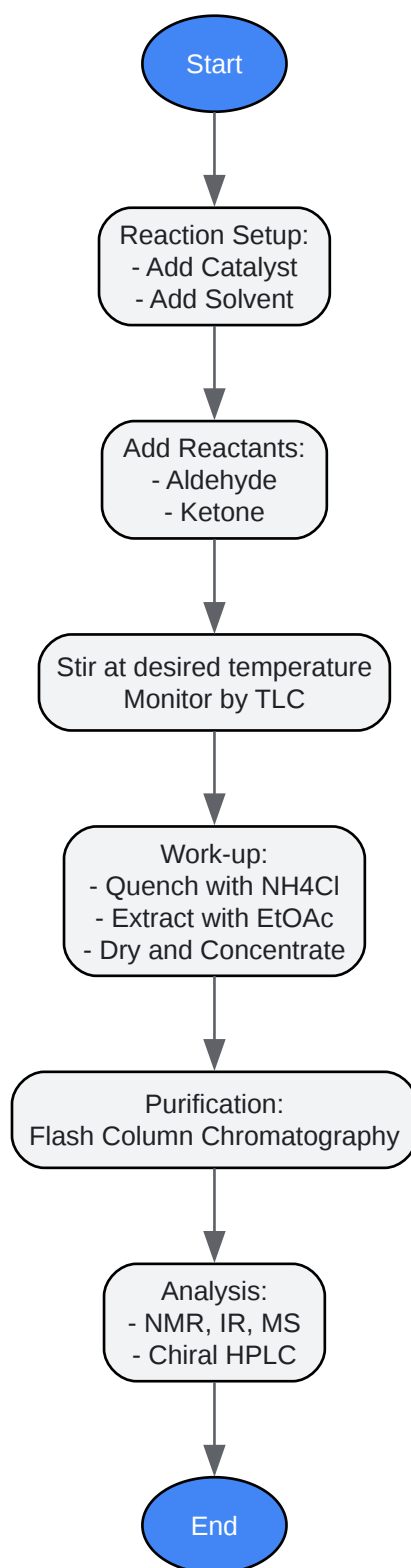 Start
Reaction Setup:
- Add Catalyst
- Add Solvent
Add Reactants:
- Aldehyde
- Ketone
Stir at desired temperature
Monitor by TLC
Work-up:
- Quench with NH4Cl
- Extract with EtOAc
- Dry and Concentrate
Purification:
Flash Column Chromatography
Analysis:
- NMR, IR, MS
- Chiral HPLC
End